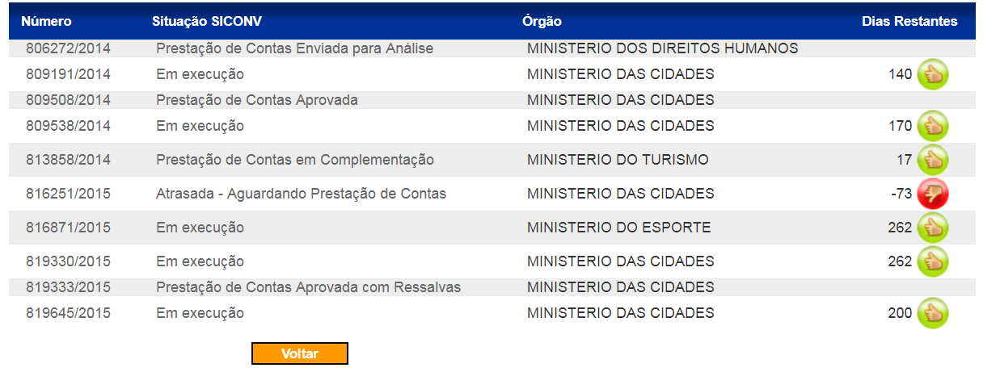 Número Situação SICONV Órgão Dias Restantes
806272/2014 Prestação de Contas Enviada para Análise MINISTERIO DOS DIREITOS HUMANOS
809191/2014 Em execução MINISTERIO DAS CIDADES 140
809508/2014 Prestação de Contas Aprovada MINISTERIO DAS CIDADES
809538/2014 Em execução MINISTERIO DAS CIDADES 170
813858/2014 Prestação de Contas em Complementação MINISTERIO DO TURISMO 17
816251/2015 Atrasada - Aguardando Prestação de Contas MINISTERIO DAS CIDADES -73
816871/2015 Em execução MINISTERIO DO ESPORTE 262
819330/2015 Em execução MINISTERIO DAS CIDADES 262
819333/2015 Prestação de Contas Aprovada com Ressalvas MINISTERIO DAS CIDADES
819645/2015 Em execução MINISTERIO DAS CIDADES 200
Voltar